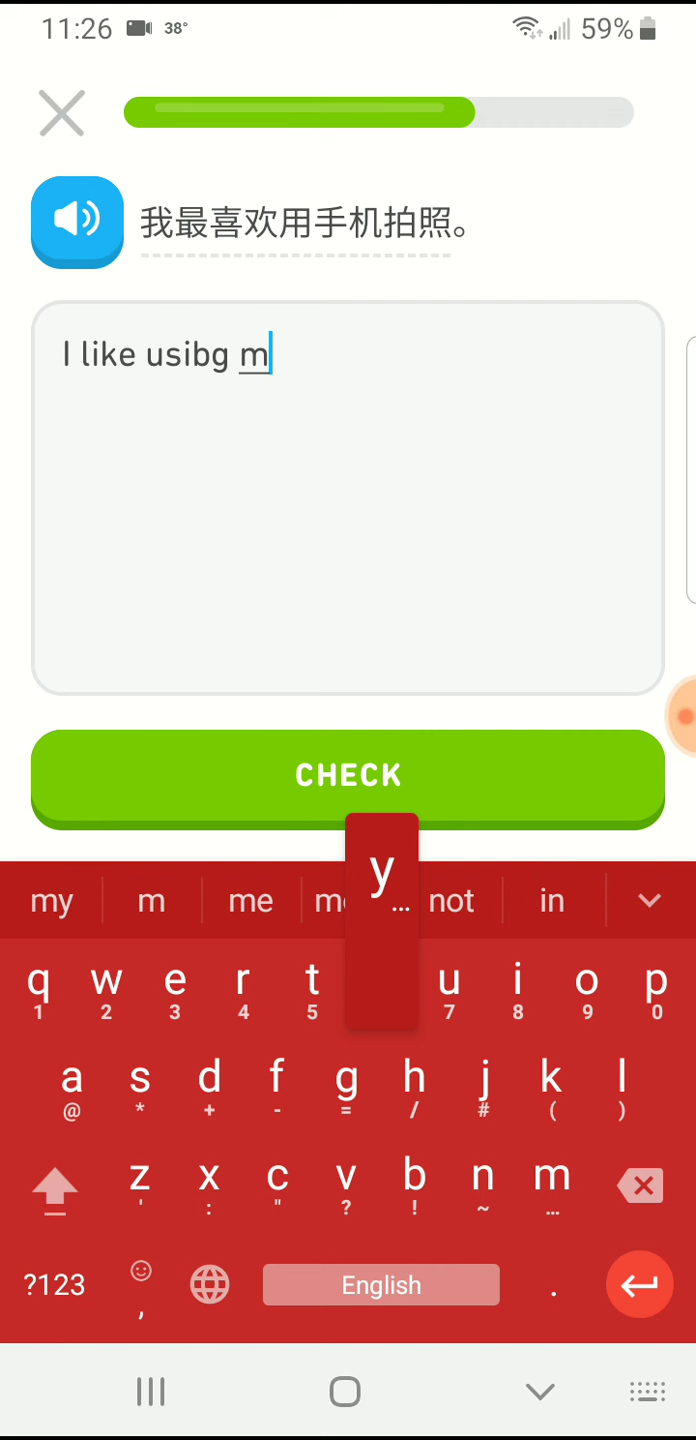 11:26 38° 59%
我最喜欢用手机拍照。
I like usibg m
CHECK
y
...
my m me not in
q w e r t u i o p
1 2 3 4 5 7 8 9 0
a s d f g h j k l
@ * + - = / # ( )
z x c v b n m
' : " ? ! ~ ...
?123 , English .